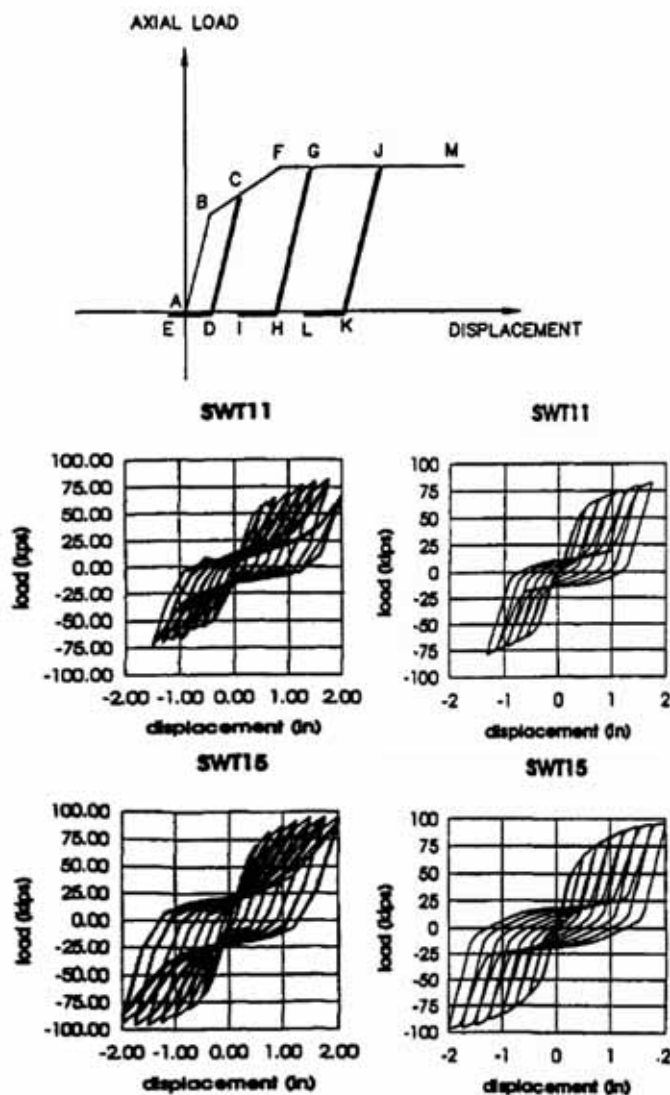 AXIAL LOAD
F G J M
C
B
A
E D I H L K DISPLACEMENT
SWT11
100.00
75.00
50.00
25.00
0.00
-25.00
-50.00
-75.00
-100.00
load (kips)
-2.00 -1.00 0.00 1.00 2.00
displacement (in)
SWT11
100
75
50
25
0
-25
-50
-75
-100
load (kips)
-2 -1 0 1 2
displacement (in)
SWT15
100.00
75.00
50.00
25.00
0.00
-25.00
-50.00
-75.00
-100.00
load (kips)
-2.00 -1.00 0.00 1.00 2.00
displacement (in)
SWT15
100
75
50
25
0
-25
-50
-75
-100
load (kips)
-2 -1 0 1 2
displacement (in)